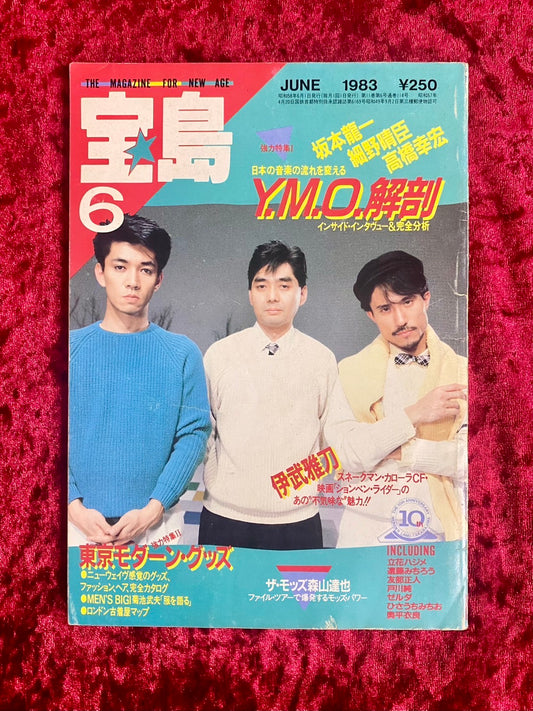 THE MAGAZINE FOR NEW AGE
JUNE 1983 ¥250
宝島
6
強力特集I
坂本龍一
細野晴臣
高橋幸宏
日本の音楽の流れを変える
Y.M.O.解剖
インサイド・インタヴュー&完全分析
伊武雅刀
スネークマン・カローラCF・
映画「ションベン・ライダー」の
あの“不気味な”魅力!!
強力特集II
東京モダーン・グッズ
●ニューウェイヴ感覚のグッズ、
ファッション、ヘア、完全カタログ
●MEN'S BIGI菊池武夫「服を語る」
●ロンドン古着屋マップ
ザ・モッズ森山達也
ファイル・ツアーで爆発するモッズ・パワー
10
INCLUDING
立花ハジメ
遠藤みちろう
友部正人
戸川純
ゼルダ
ひさうちみちお
奥平衣良